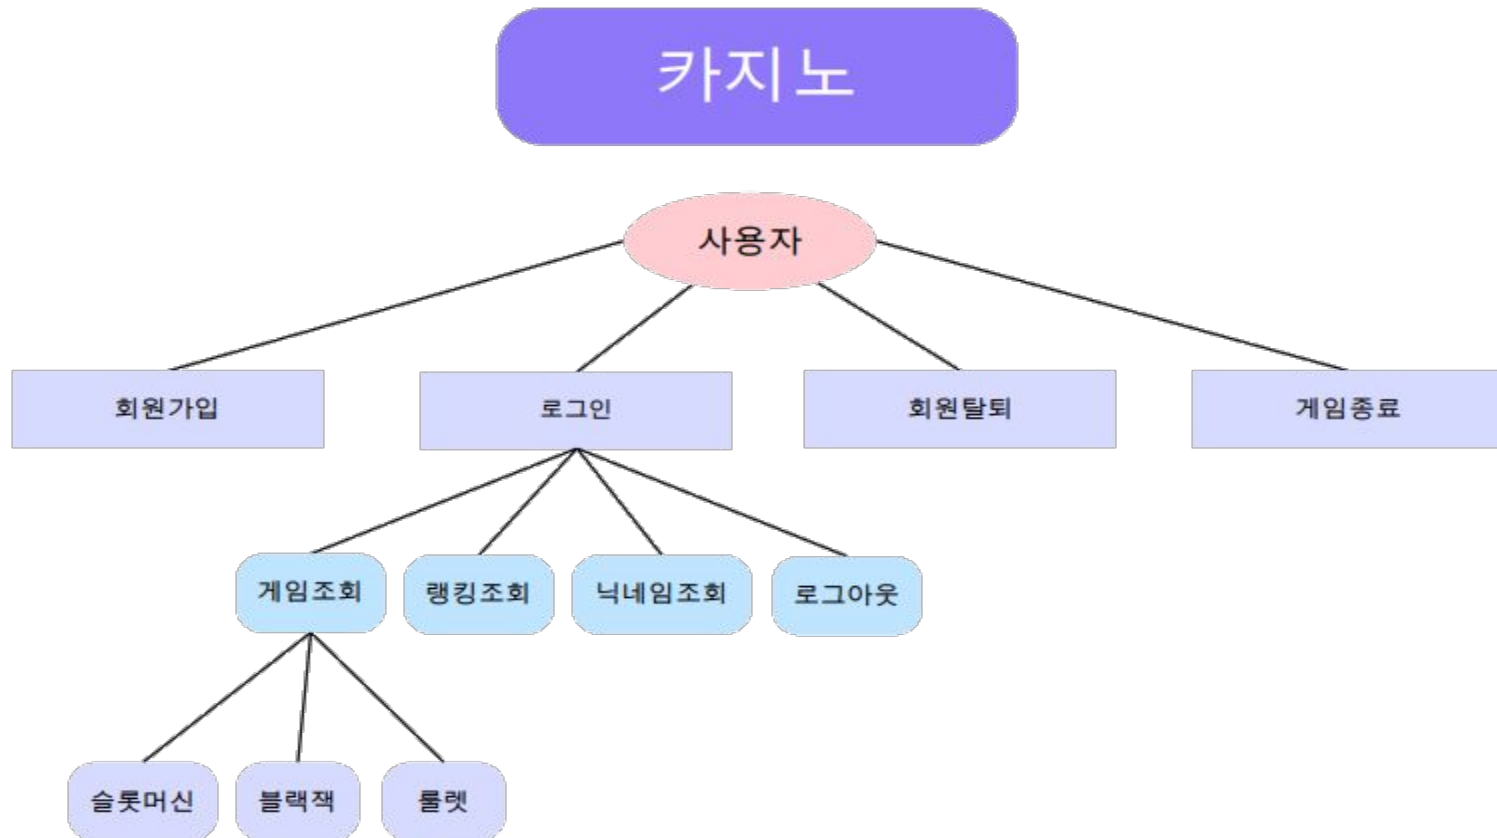 카지노
사용자
회원가입
로그인
회원탈퇴
게임종료
게임조회
랭킹조회
닉네임조회
로그아웃
슬롯머신
블랙잭
룰렛